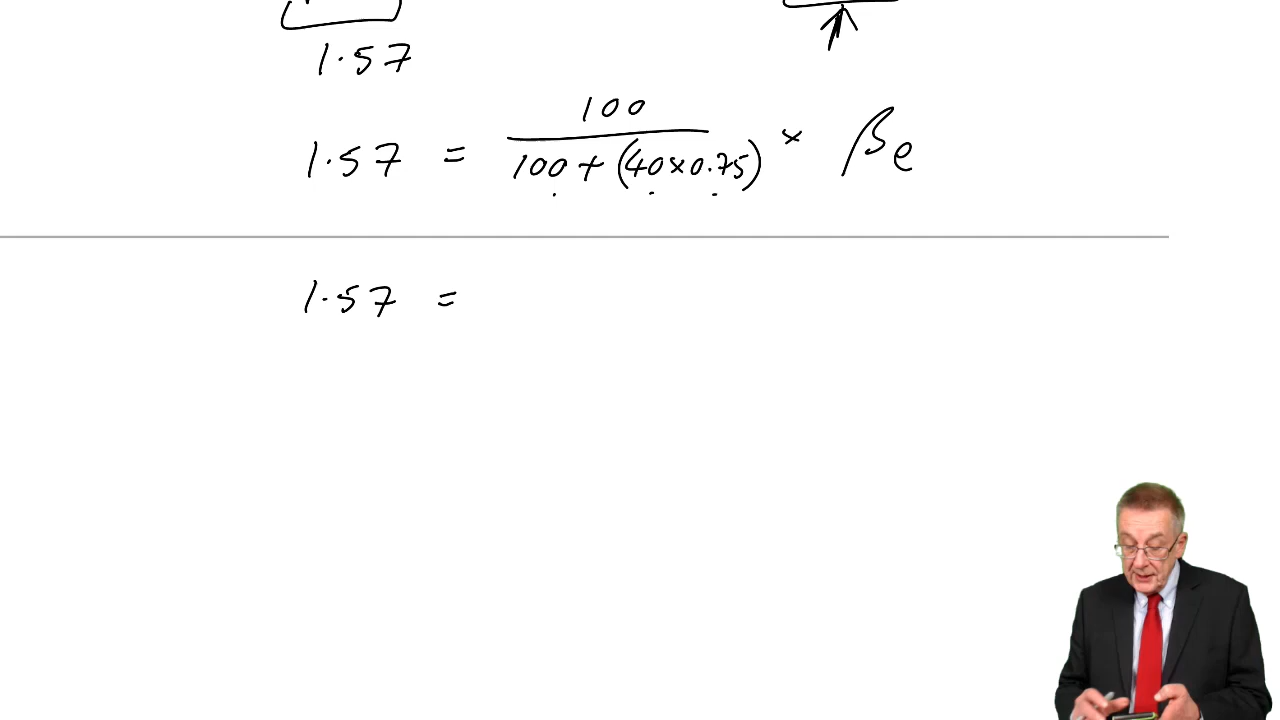 1.57
1.57 = 100 / 100 + (40 × 0.75) × βe
1.57 =